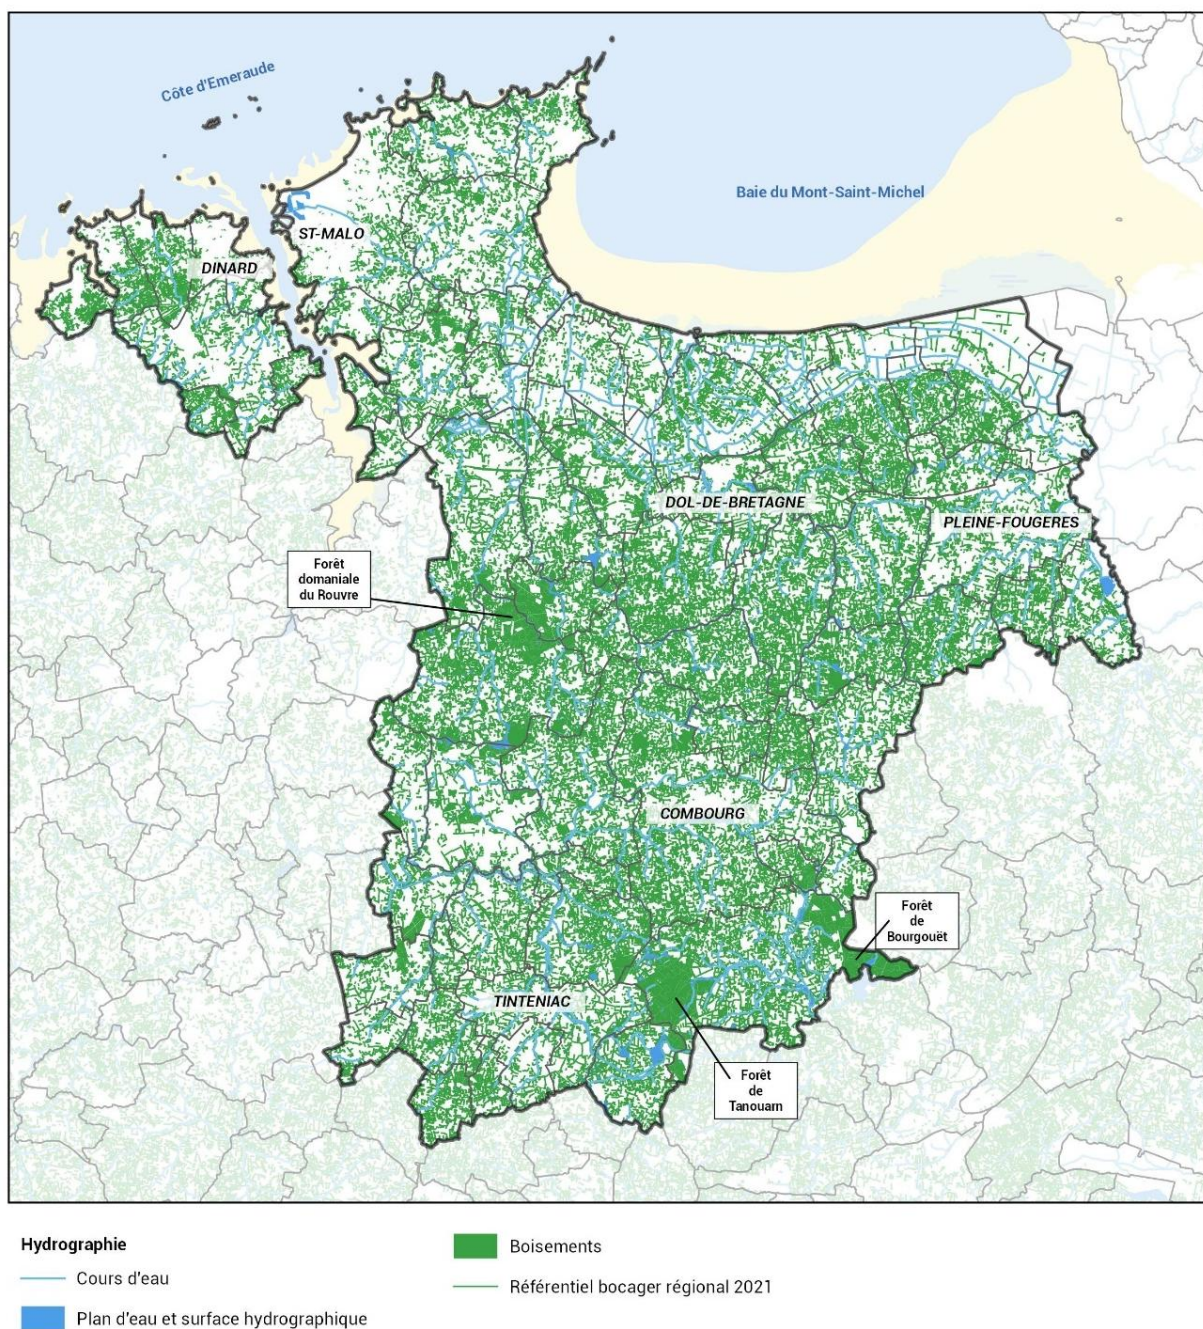 Côte d'Emeraude
Baie du Mont-Saint-Michel
ST-MALO
DINARD
DOL-DE-BRETAGNE
PLEINE-FOUGERES
Forêt
domaniale
du Rouvre
COMBOURG
Forêt
de
Bourgouët
TINTENIAC
Forêt
de
Tanouarn
Hydrographie
Cours d'eau
Plan d'eau et surface hydrographique
Boisements
Référentiel bocager régional 2021